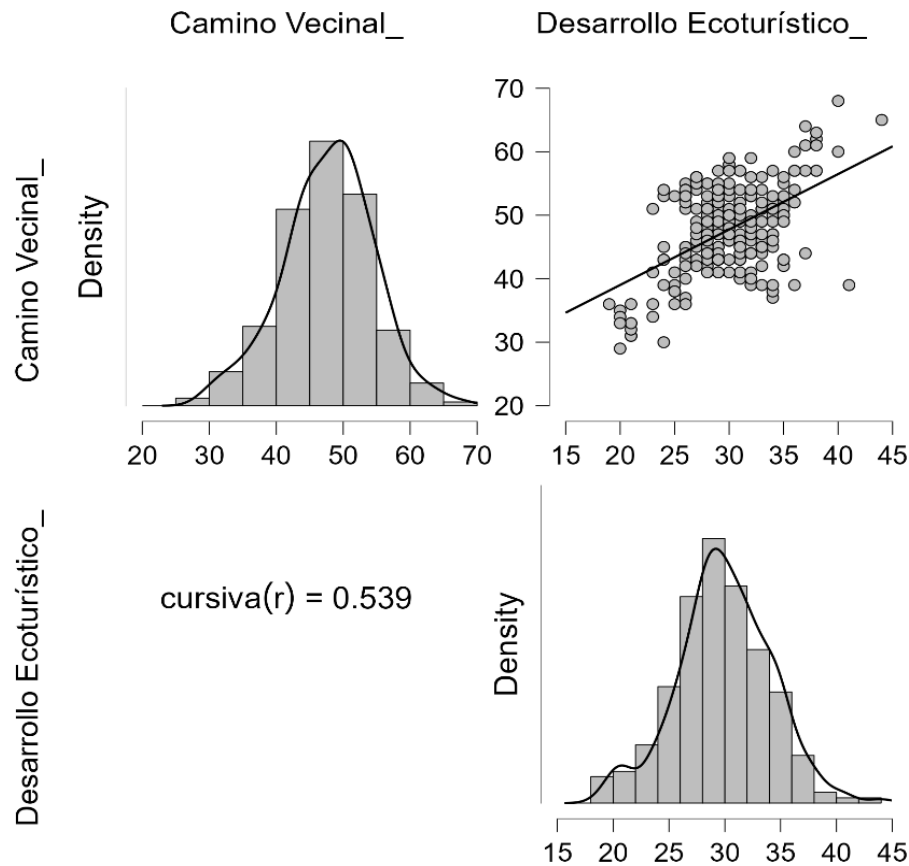 Camino Vecinal_
Desarrollo Ecoturístico_
Camino Vecinal_
Density
20 30 40 50 60 70
70
60
50
40
30
20
15 20 25 30 35 40 45
Desarrollo Ecoturístico_
cursiva(r) = 0.539
Density
15 20 25 30 35 40 45